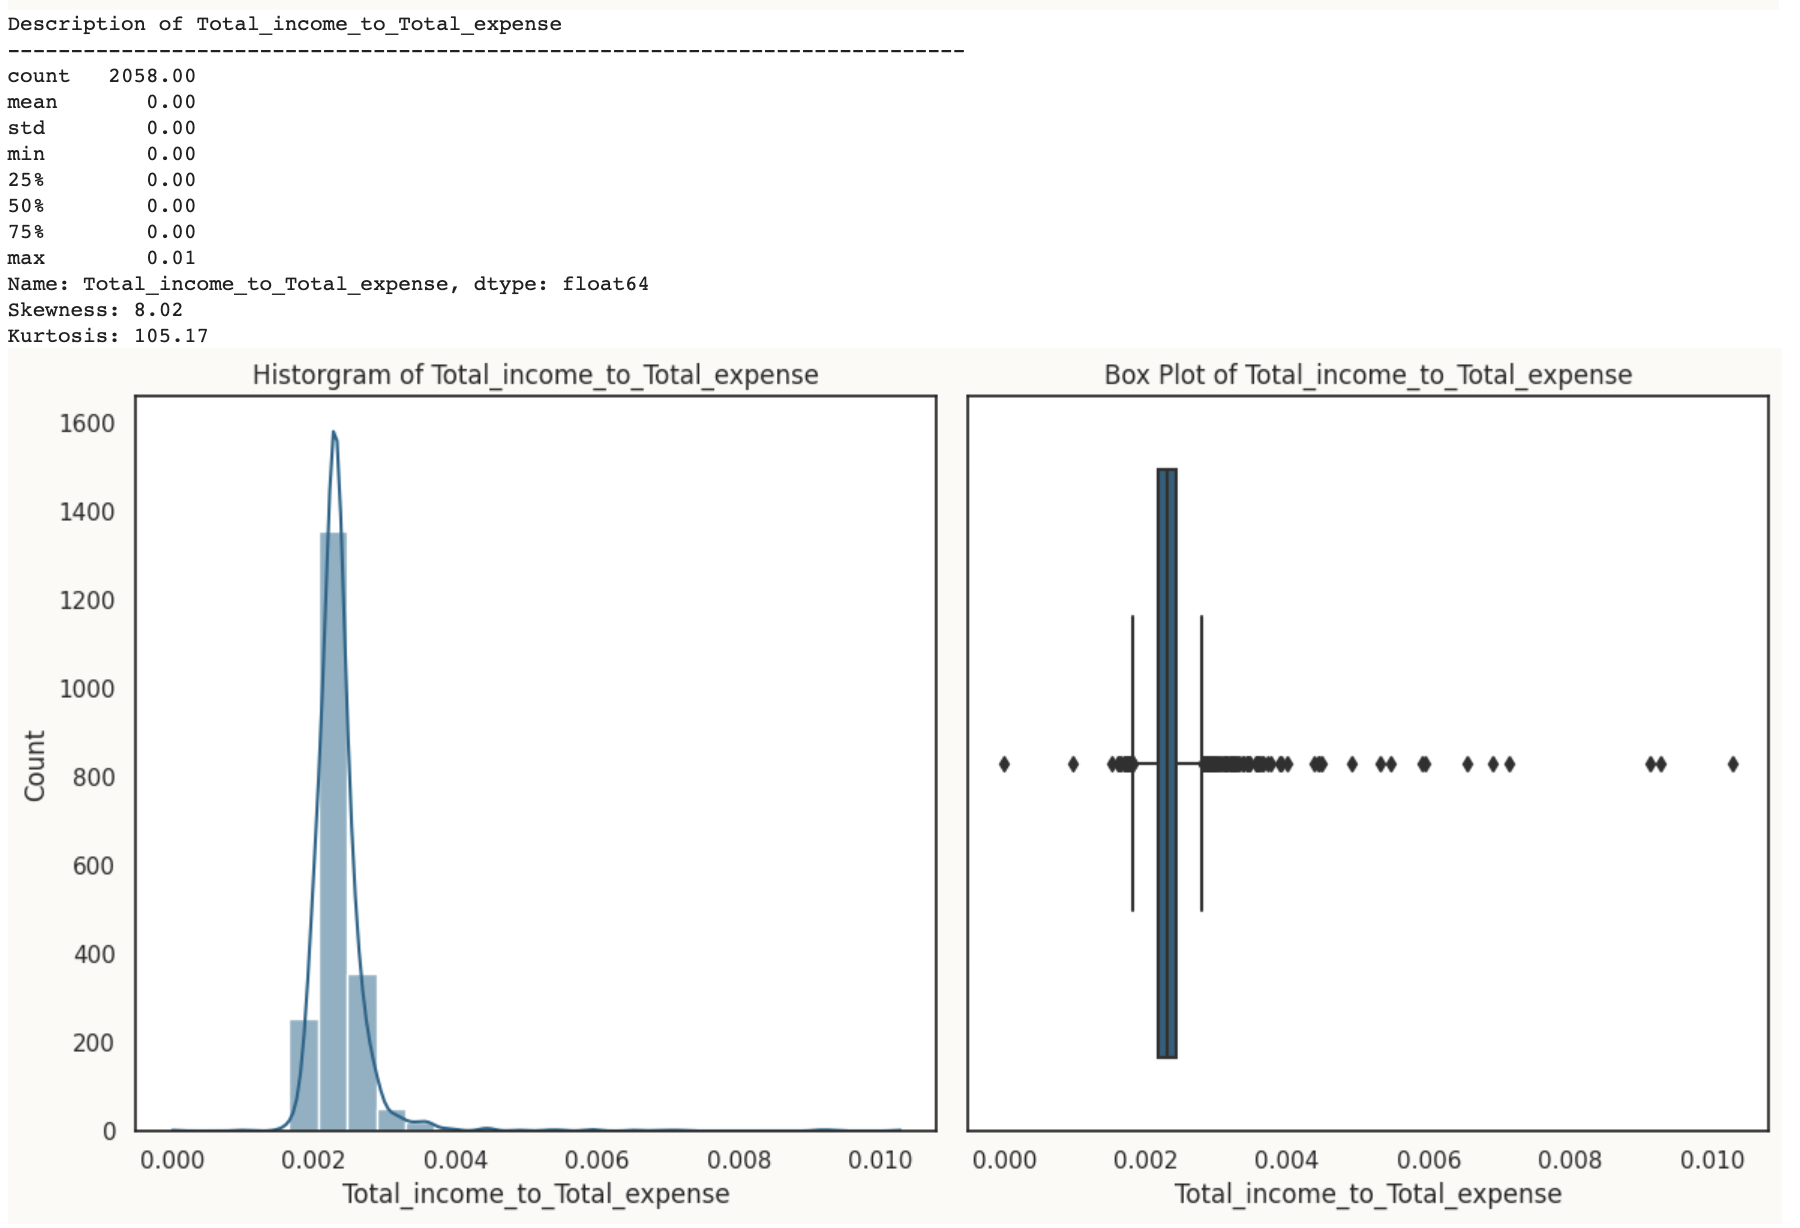 Description of Total_income_to_Total_expense
----------------------------------------------------------------------------
count   2058.00
mean       0.00
std        0.00
min        0.00
25%        0.00
50%        0.00
75%        0.00
max        0.01
Name: Total_income_to_Total_expense, dtype: float64
Skewness: 8.02
Kurtosis: 105.17
Historgram of Total_income_to_Total_expense
1600
1400
1200
1000
800
600
400
200
0
Count
0.000 0.002 0.004 0.006 0.008 0.010
Total_income_to_Total_expense
Box Plot of Total_income_to_Total_expense
0.000 0.002 0.004 0.006 0.008 0.010
Total_income_to_Total_expense